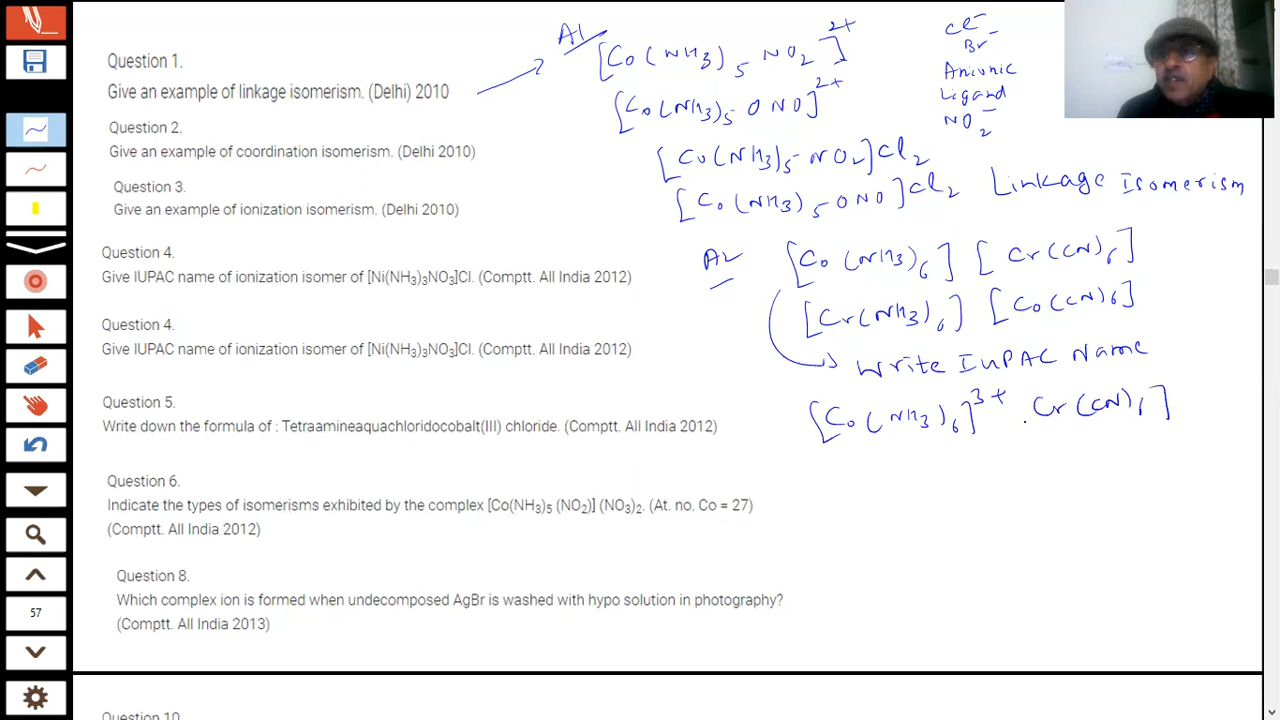 Question 1.
Give an example of linkage isomerism. (Delhi) 2010
Question 2.
Give an example of coordination isomerism. (Delhi 2010)
Question 3.
Give an example of ionization isomerism. (Delhi 2010)
Question 4.
Give IUPAC name of ionization isomer of [Ni(NH₃)₃NO₃]Cl. (Comptt. All India 2012)
Question 4.
Give IUPAC name of ionization isomer of [Ni(NH₃)₃NO₃]Cl. (Comptt. All India 2012)
Question 5.
Write down the formula of : Tetraamineaquachloridocobalt(III) chloride. (Comptt. All India 2012)
Question 6.
Indicate the types of isomerisms exhibited by the complex [Co(NH₃)₅ (NO₂)] (NO₃)₂. (At. no. Co = 27)
(Comptt. All India 2012)
Question 8.
Which complex ion is formed when undecomposed AgBr is washed with hypo solution in photography?
(Comptt. All India 2013)
Question 10.
57
A1
[Co(NH₃)₅ NO₂]²⁺
[Co(NH₃)₅ ONO]²⁺
[Co(NH₃)₅ NO₂]Cl₂
[Co(NH₃)₅ ONO]Cl₂
Linkage Isomerism
Cl⁻
Br⁻
Anionic
Ligand
NO₂⁻
A2
[Co(NH₃)₆] [Cr(CN)₆]
[Cr(NH₃)₆] [Co(CN)₆]
Write IUPAC Name
[Co(NH₃)₆]³⁺ Cr(CN)₆]